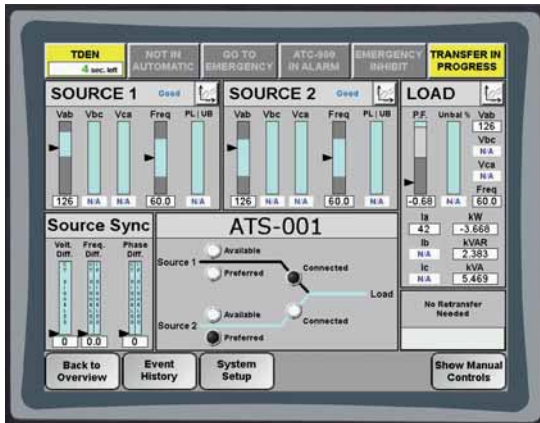 TDEN
4 sec. left
NOT IN AUTOMATIC
GO TO EMERGENCY
ATC-900 IN ALARM
EMERGENCY INHIBIT
TRANSFER IN PROGRESS
SOURCE 1 Good
Vab Vbc Vca Freq PL|UB
126 N/A N/A 60.0 N/A
SOURCE 2 Good
Vab Vbc Vca Freq PL|UB
126 N/A N/A 60.0 N/A
LOAD
P.F. Unbal % Vab
126
Vbc
N/A
Vca
N/A
Freq
-0.68 N/A 60.0
Ia kW
42 -3.668
Ib kVAR
N/A 2.383
Ic kVA
N/A 5.469
Source Sync
Volt. Diff.
Freq. Diff.
Phase Diff.
0 0.0 0
ATS-001
Available
Source 1
Preferred
Connected
Load
Available
Connected
Source 2
Preferred
No Retransfer
Needed
Back to Overview
Event History
System Setup
Show Manual Controls